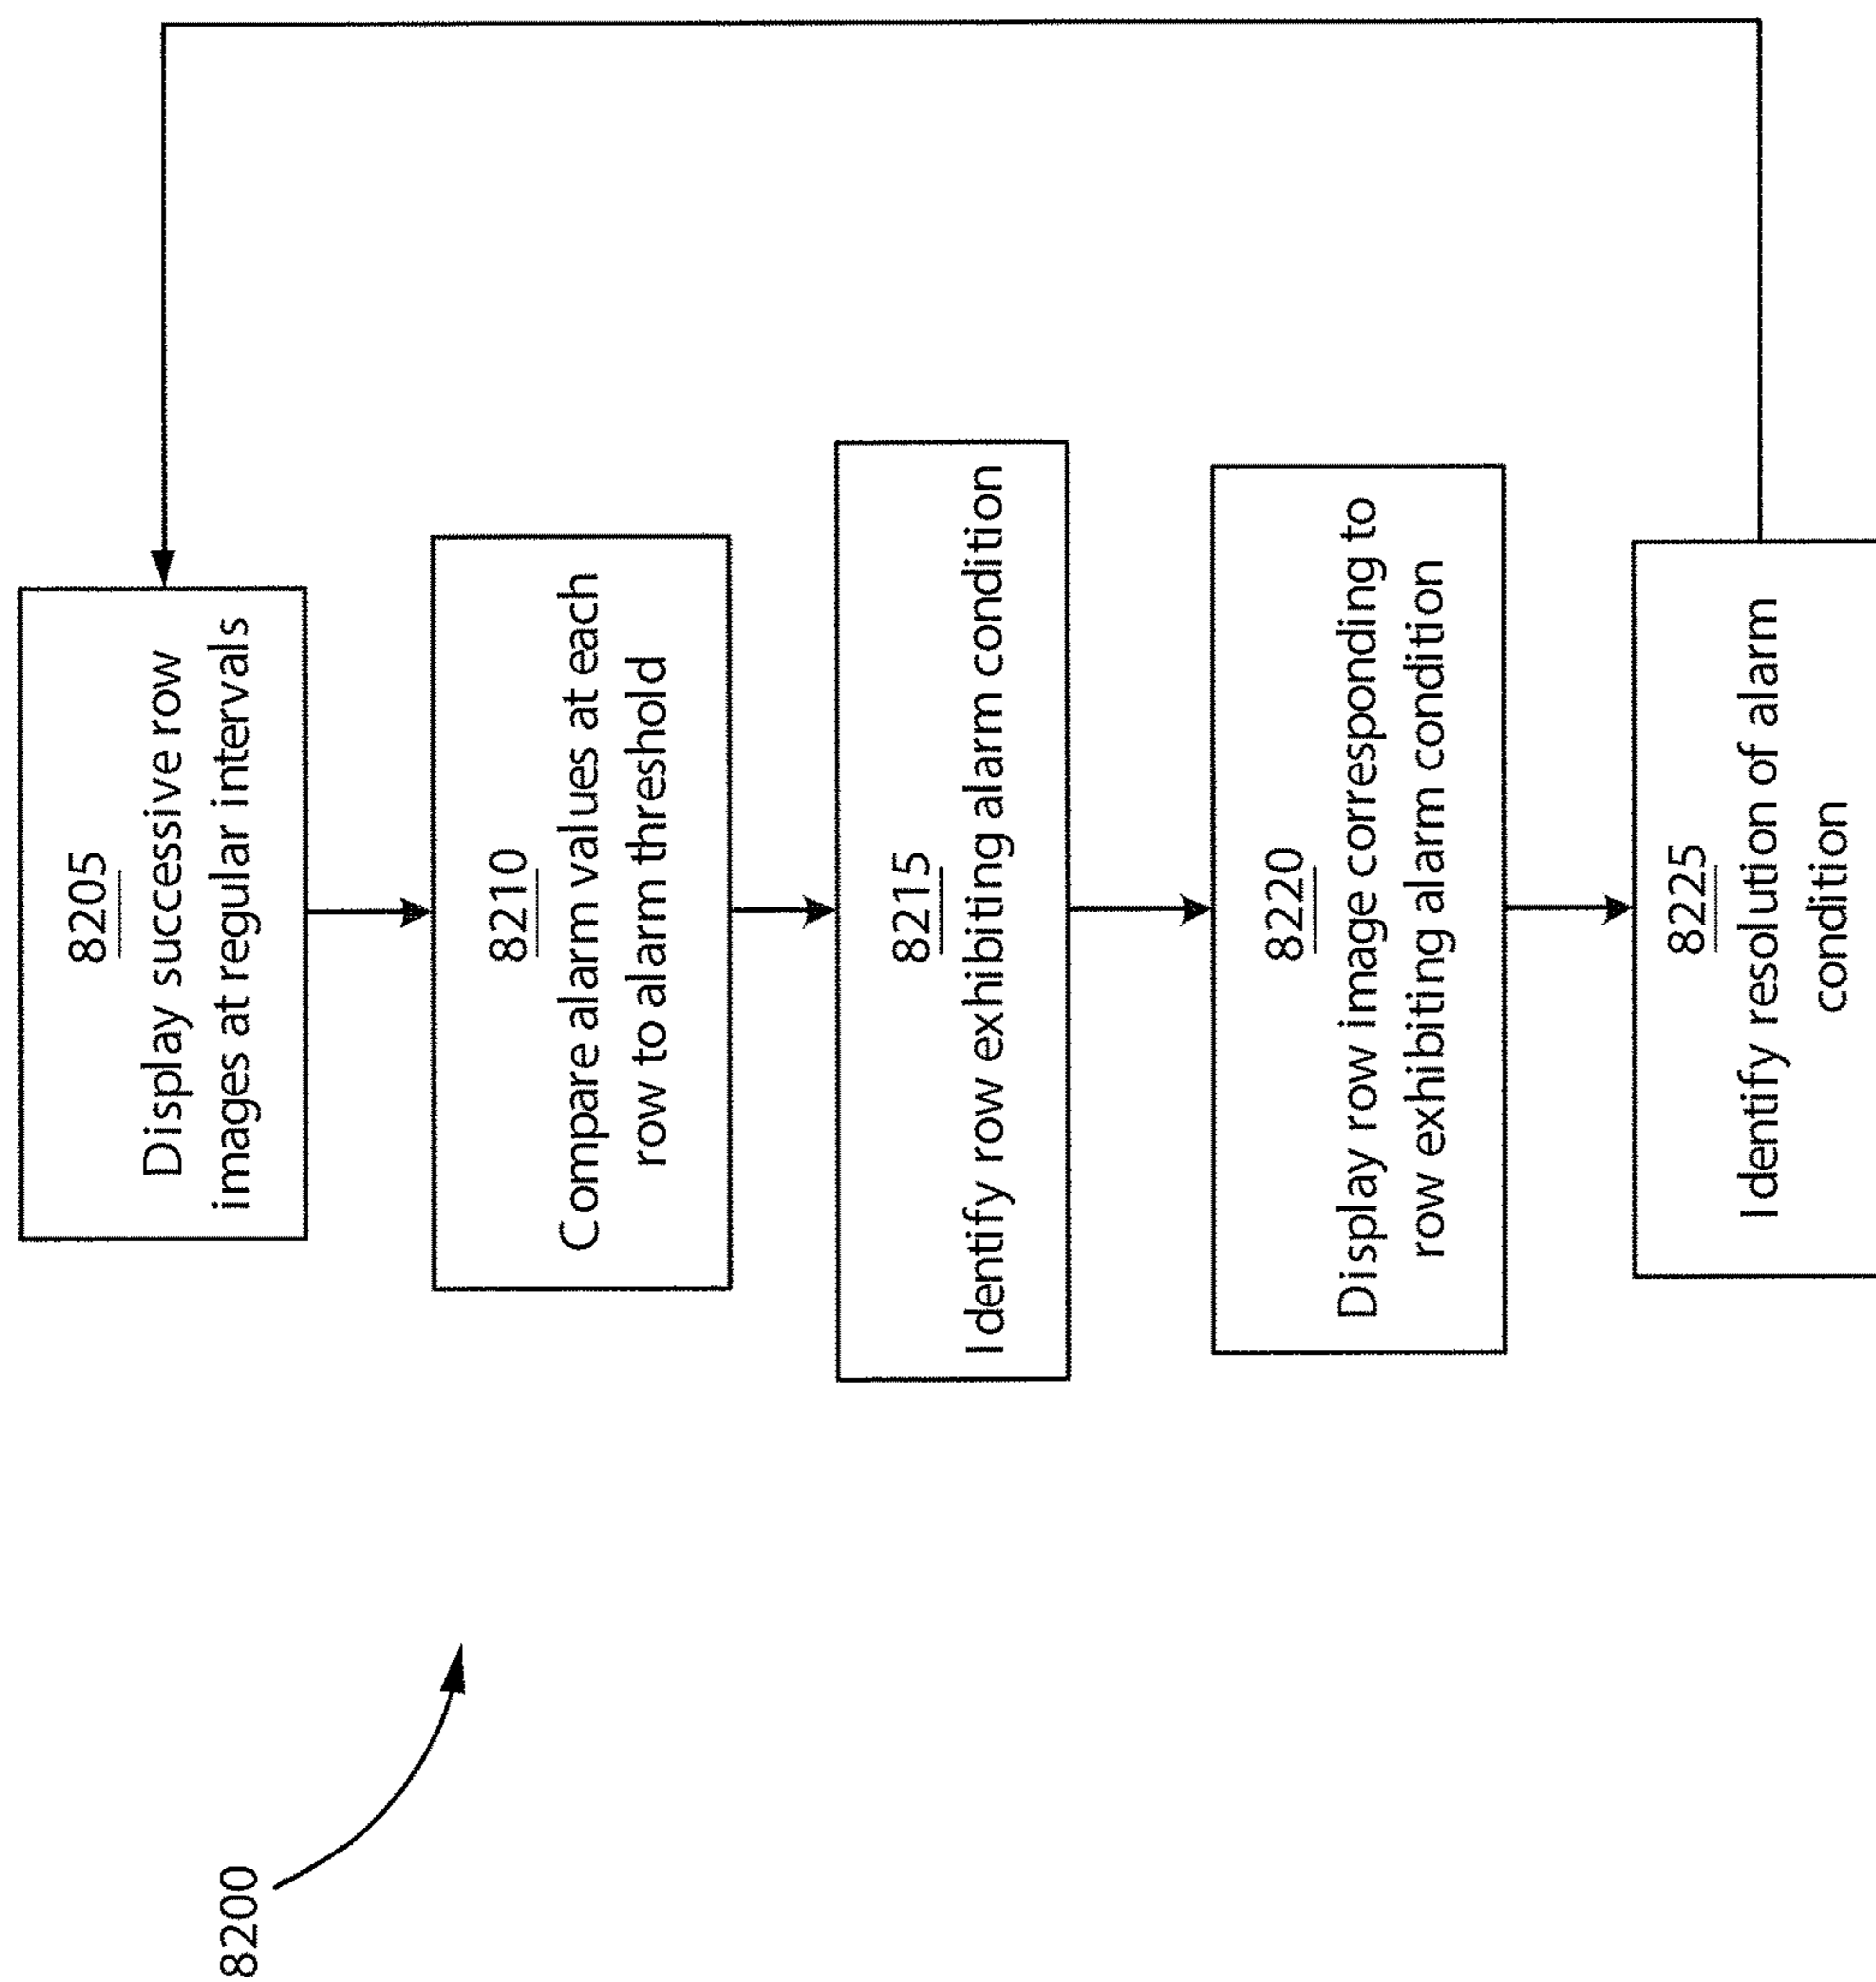 8200
8205
Display successive row
images at regular intervals
8210
Compare alarm values at each
row to alarm threshold
8215
Identify row exhibiting alarm condition
8220
Display row image corresponding to
row exhibiting alarm condition
8225
Identify resolution of alarm
condition